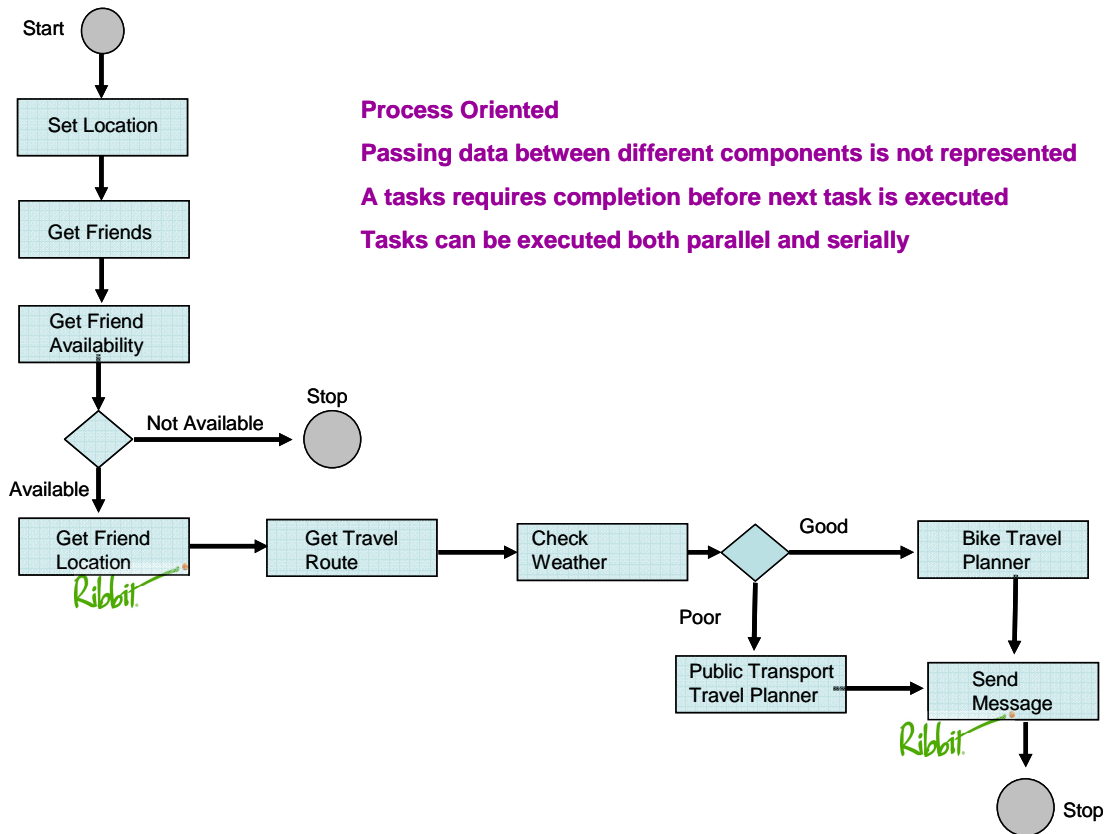 Start
Set Location
Process Oriented
Passing data between different components is not represented
A tasks requires completion before next task is executed
Tasks can be executed both parallel and serially
Get Friends
Get Friend
Availability
Not Available
Stop
Available
Get Friend
Location
Ribbit
Get Travel
Route
Check
Weather
Good
Bike Travel
Planner
Poor
Public Transport
Travel Planner
Send
Message
Ribbit
Stop